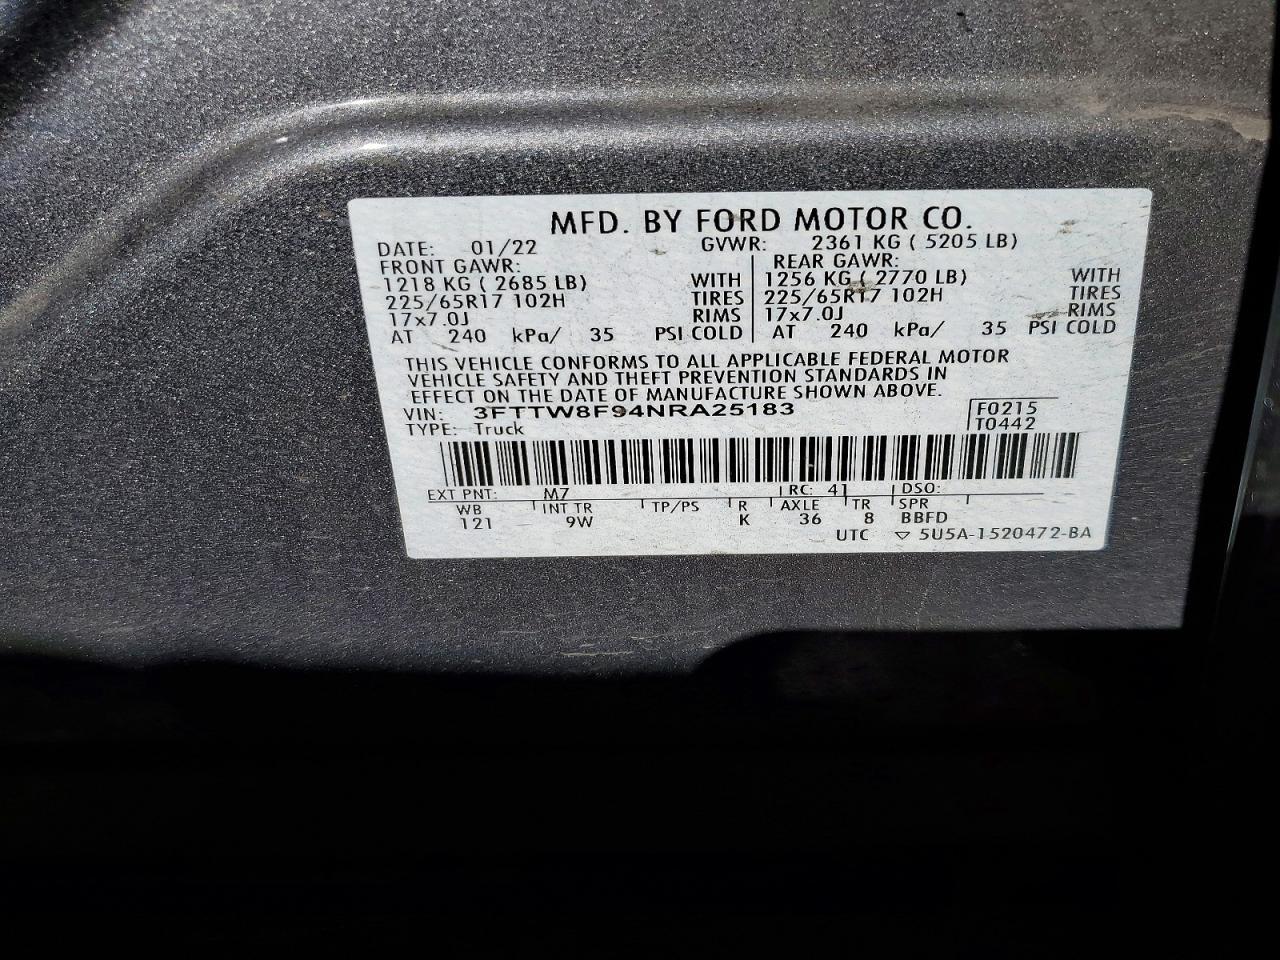 MFD. BY FORD MOTOR CO.
DATE: 01/22 GVWR: 2361 KG ( 5205 LB)
FRONT GAWR: REAR GAWR:
1218 KG ( 2685 LB) WITH 1256 KG ( 2770 LB) WITH
225/65R17 102H TIRES 225/65R17 102H TIRES
17x7.0J RIMS 17x7.0J RIMS
AT 240 kPa/ 35 PSI COLD AT 240 kPa/ 35 PSI COLD
THIS VEHICLE CONFORMS TO ALL APPLICABLE FEDERAL MOTOR
VEHICLE SAFETY AND THEFT PREVENTION STANDARDS IN
EFFECT ON THE DATE OF MANUFACTURE SHOWN ABOVE.
VIN: 3FTTW8F94NRA25183 F0215
TYPE: Truck T0442
EXT PNT: M7 RC: 41 DSO:
WB INT TR TP/PS R AXLE TR SPR
121 9W K 36 8 BBFD
UTC ▽ 5U5A-1520472-BA